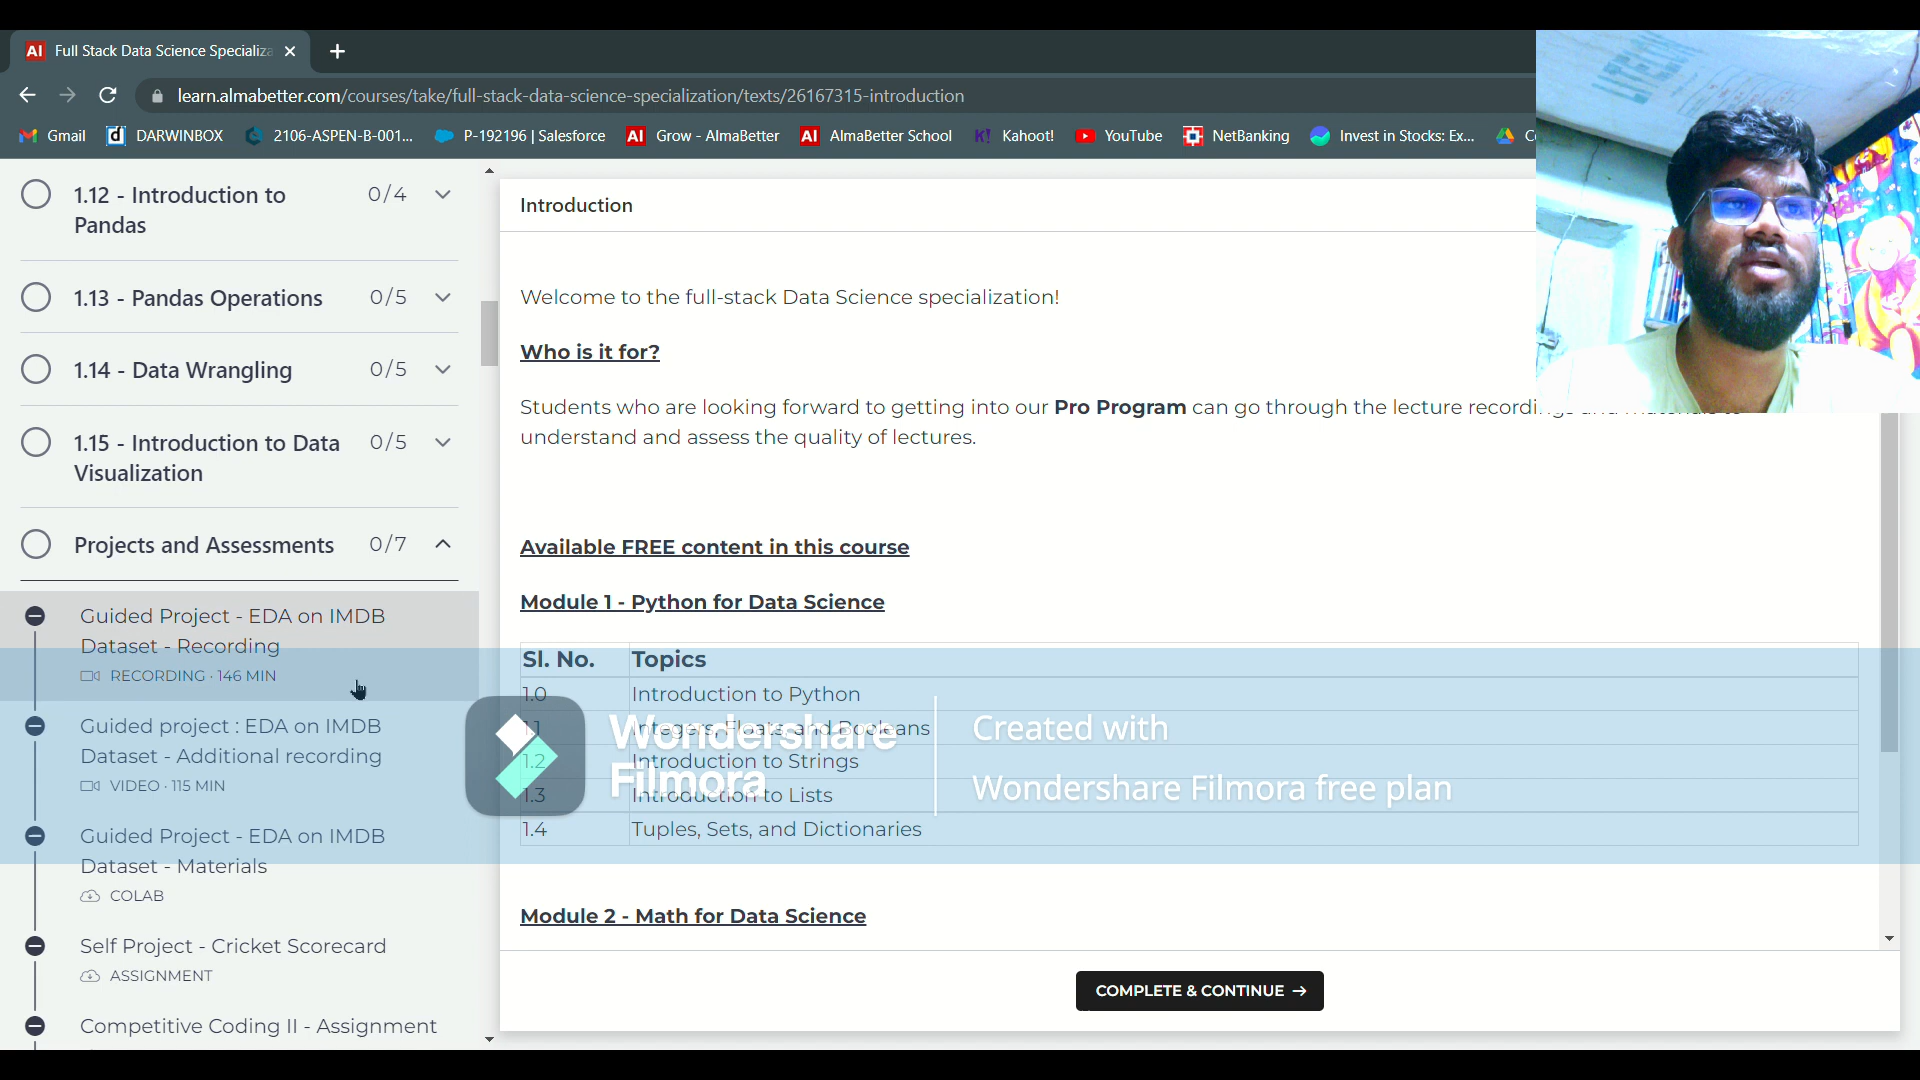 Full Stack Data Science Specializa
learn.almabetter.com/courses/take/full-stack-data-science-specialization/texts/26167315-introduction
Gmail DARWINBOX 2106-ASPEN-B-001... P-192196 | Salesforce AI Grow - AlmaBetter AI AlmaBetter School K! Kahoot! YouTube NetBanking Invest in Stocks: Ex...
1.12 - Introduction to
Pandas
0/4
1.13 - Pandas Operations 0/5
1.14 - Data Wrangling 0/5
1.15 - Introduction to Data
Visualization
0/5
Projects and Assessments 0/7
Guided Project - EDA on IMDB
Dataset - Recording
RECORDING · 146 MIN
Guided project : EDA on IMDB
Dataset - Additional recording
VIDEO · 115 MIN
Guided Project - EDA on IMDB
Dataset - Materials
COLAB
Self Project - Cricket Scorecard
ASSIGNMENT
Competitive Coding II - Assignment
Introduction
Welcome to the full-stack Data Science specialization!
Who is it for?
Students who are looking forward to getting into our Pro Program can go through the lecture
understand and assess the quality of lectures.
Available FREE content in this course
Module 1 - Python for Data Science
Sl. No. Topics
1.0 Introduction to Python
1.1 Integers, Floats, and Booleans
1.2 Introduction to Strings
1.3 Introduction to Lists
1.4 Tuples, Sets, and Dictionaries
Wondershare
Filmora
Created with
Wondershare Filmora free plan
Module 2 - Math for Data Science
COMPLETE & CONTINUE →